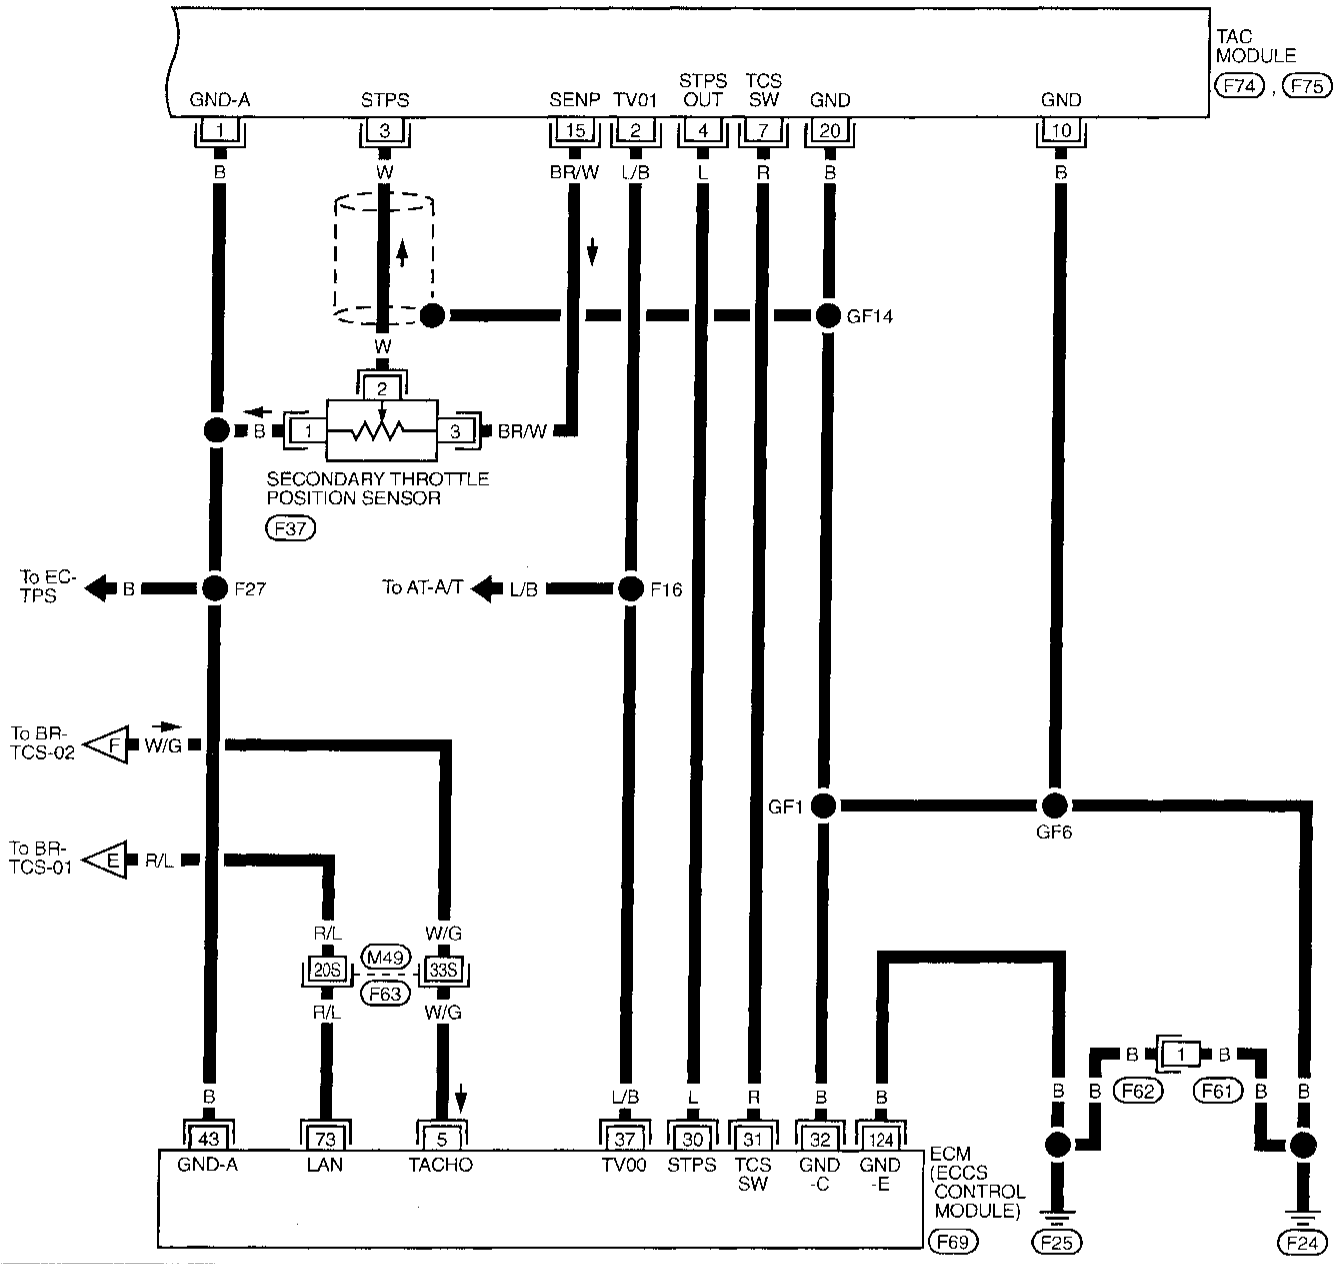 TAC
MODULE
F74 , F75
GND-A
STPS
SENP
TV01
STPS
OUT
TCS
SW
GND
GND
1
3
15
2
4
7
20
10
B
W
BR/W
L/B
L
R
B
B
GF14
W
2
B
1
3
BR/W
SECONDARY THROTTLE
POSITION SENSOR
F37
To EC-
TPS
B
F27
To AT-A/T
L/B
F16
To BR-
TCS-02
F
W/G
GF1
GF6
To BR-
TCS-01
E
R/L
R/L
W/G
20S
M49
33S
F63
R/L
W/G
B
1
B
F62
F61
B
L/B
L
R
B
B
B
B
B
B
43
73
5
37
30
31
32
124
GND-A
LAN
TACHO
TV00
STPS
TCS
SW
GND
-C
GND
-E
ECM
(ECCS
CONTROL
MODULE)
F69
F25
F24